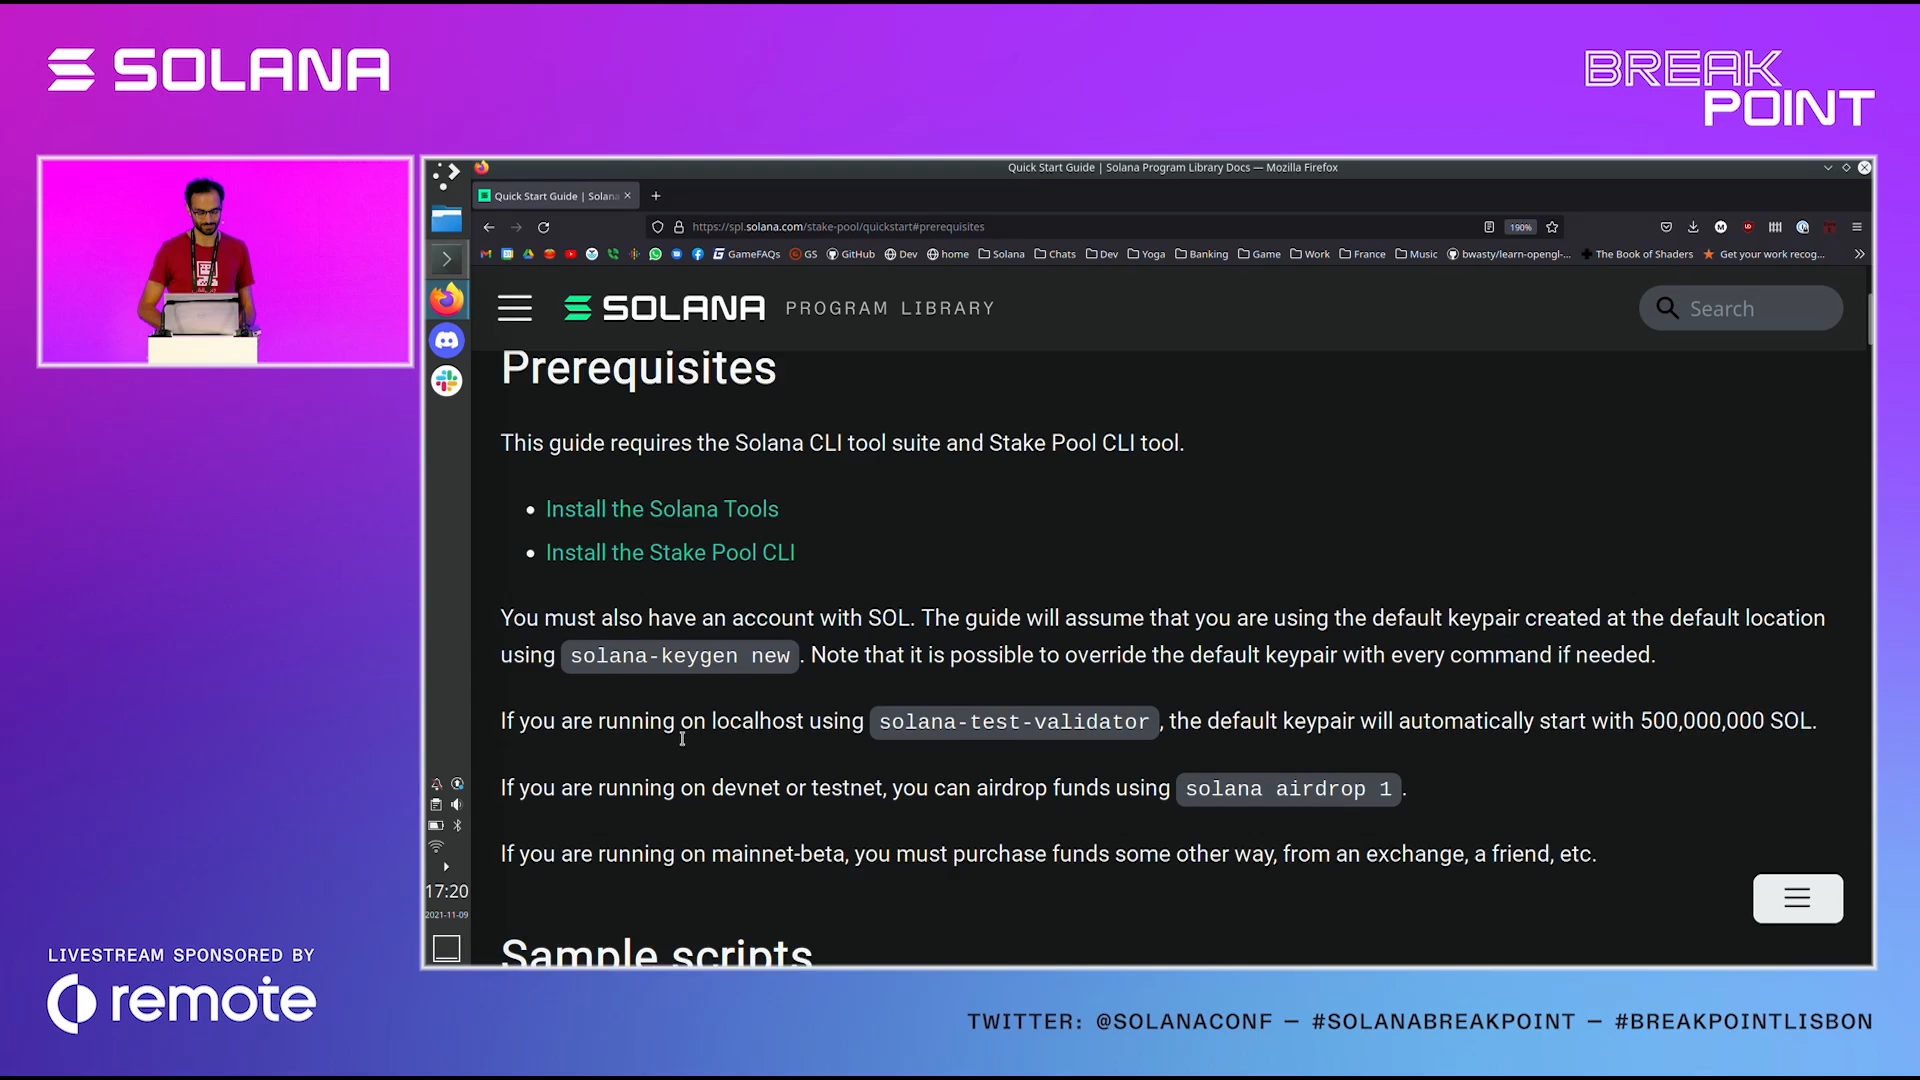 SOLANA
BREAK
POINT
Quick Start Guide | Solana Program Library Docs — Mozilla Firefox
Quick Start Guide | Solana
https://spl.solana.com/stake-pool/quickstart#prerequisites
190%
GameFAQs
GS
GitHub
Dev
home
Solana
Chats
Dev
Yoga
Banking
Game
Work
France
Music
bwasty/learn-opengl-...
The Book of Shaders
Get your work recog...
SOLANA PROGRAM LIBRARY
Search
Prerequisites
This guide requires the Solana CLI tool suite and Stake Pool CLI tool.
Install the Solana Tools
Install the Stake Pool CLI
You must also have an account with SOL. The guide will assume that you are using the default keypair created at the default location
using solana-keygen new . Note that it is possible to override the default keypair with every command if needed.
If you are running on localhost using solana-test-validator , the default keypair will automatically start with 500,000,000 SOL.
If you are running on devnet or testnet, you can airdrop funds using solana airdrop 1 .
If you are running on mainnet-beta, you must purchase funds some other way, from an exchange, a friend, etc.
Sample scripts
17:20
2021-11-09
LIVESTREAM SPONSORED BY
remote
TWITTER: @SOLANACONF — #SOLANABREAKPOINT — #BREAKPOINTLISBON